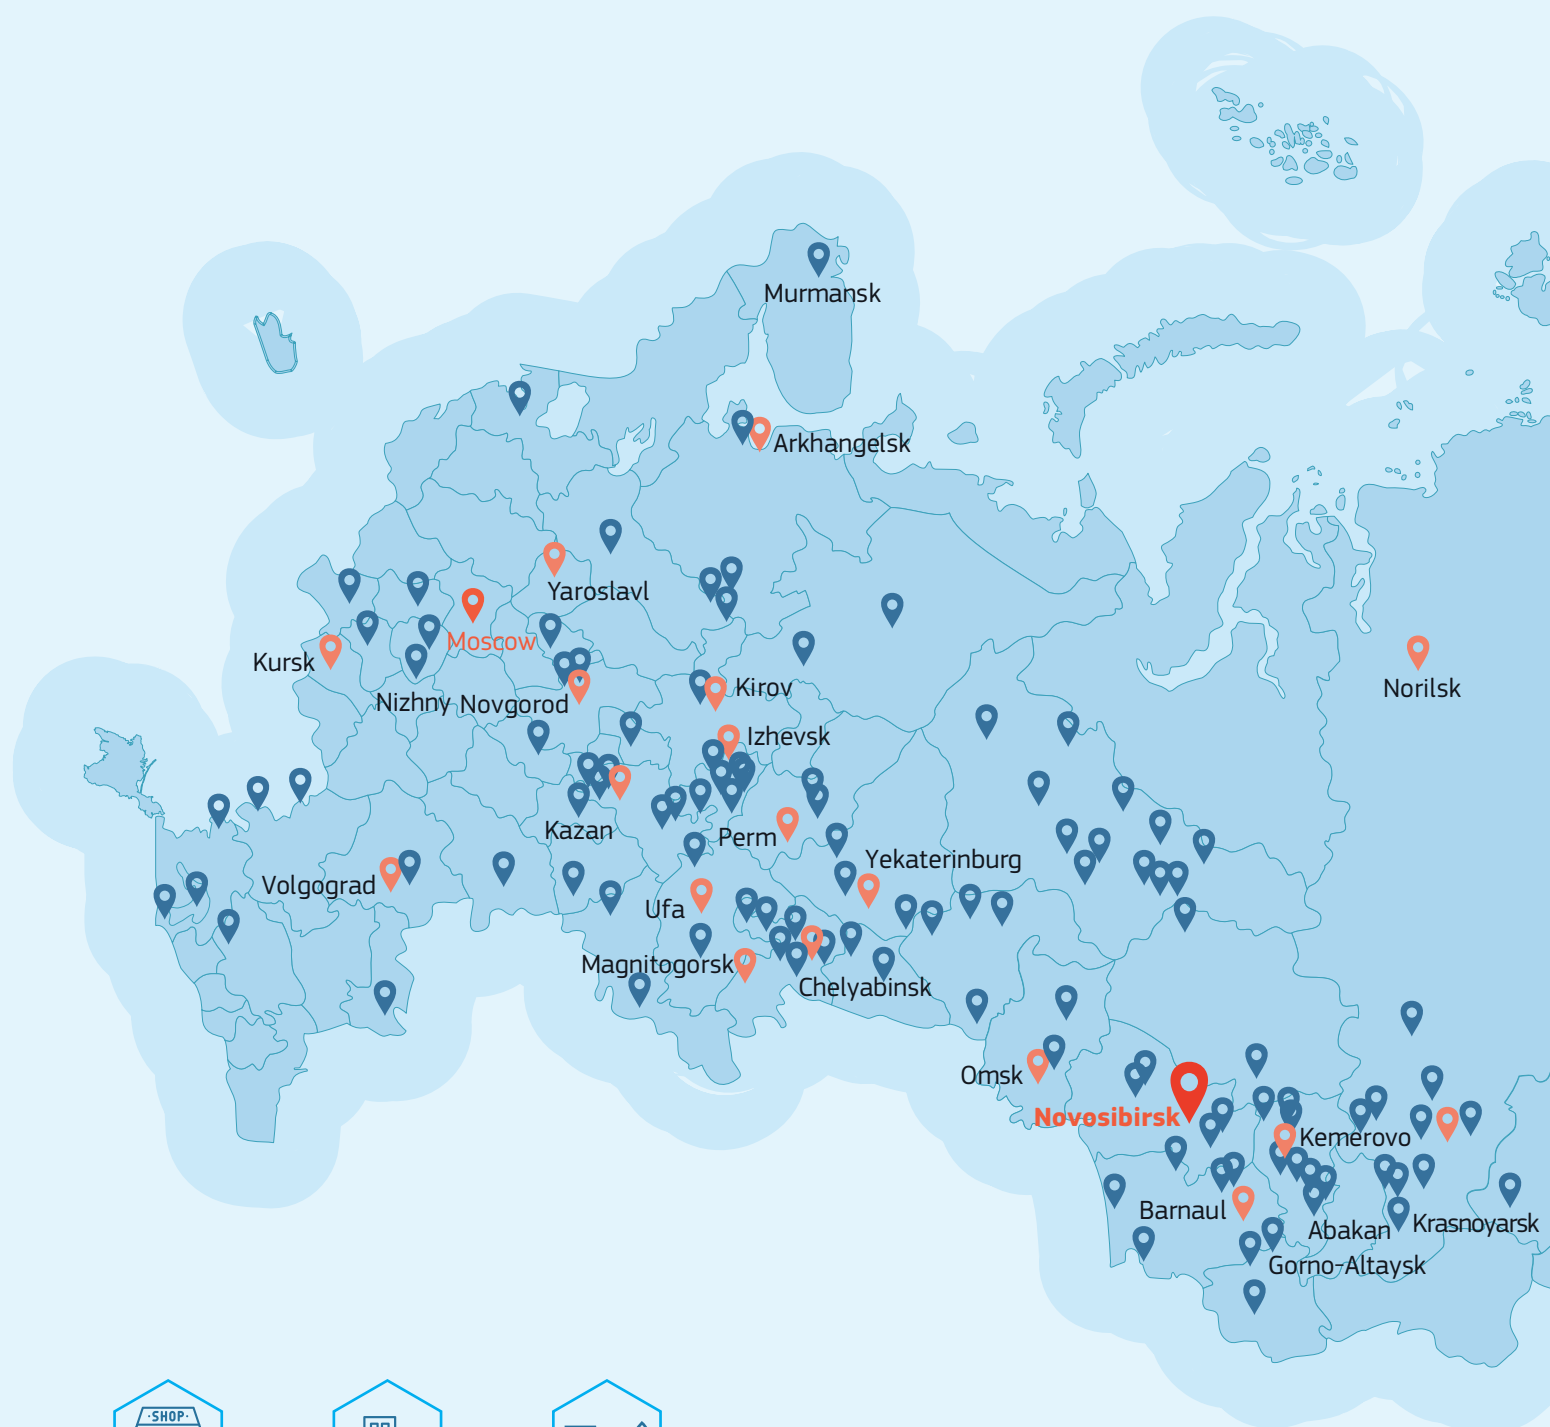 Murmansk
Arkhangelsk
Yaroslavl
Moscow
Kursk
Kirov
Norilsk
Nizhny Novgorod
Izhevsk
Kazan
Perm
Yekaterinburg
Volgograd
Ufa
Magnitogorsk
Chelyabinsk
Omsk
Novosibirsk
Kemerovo
Barnaul
Abakan
Krasnoyarsk
Gorno-Altaysk
·SHOP·